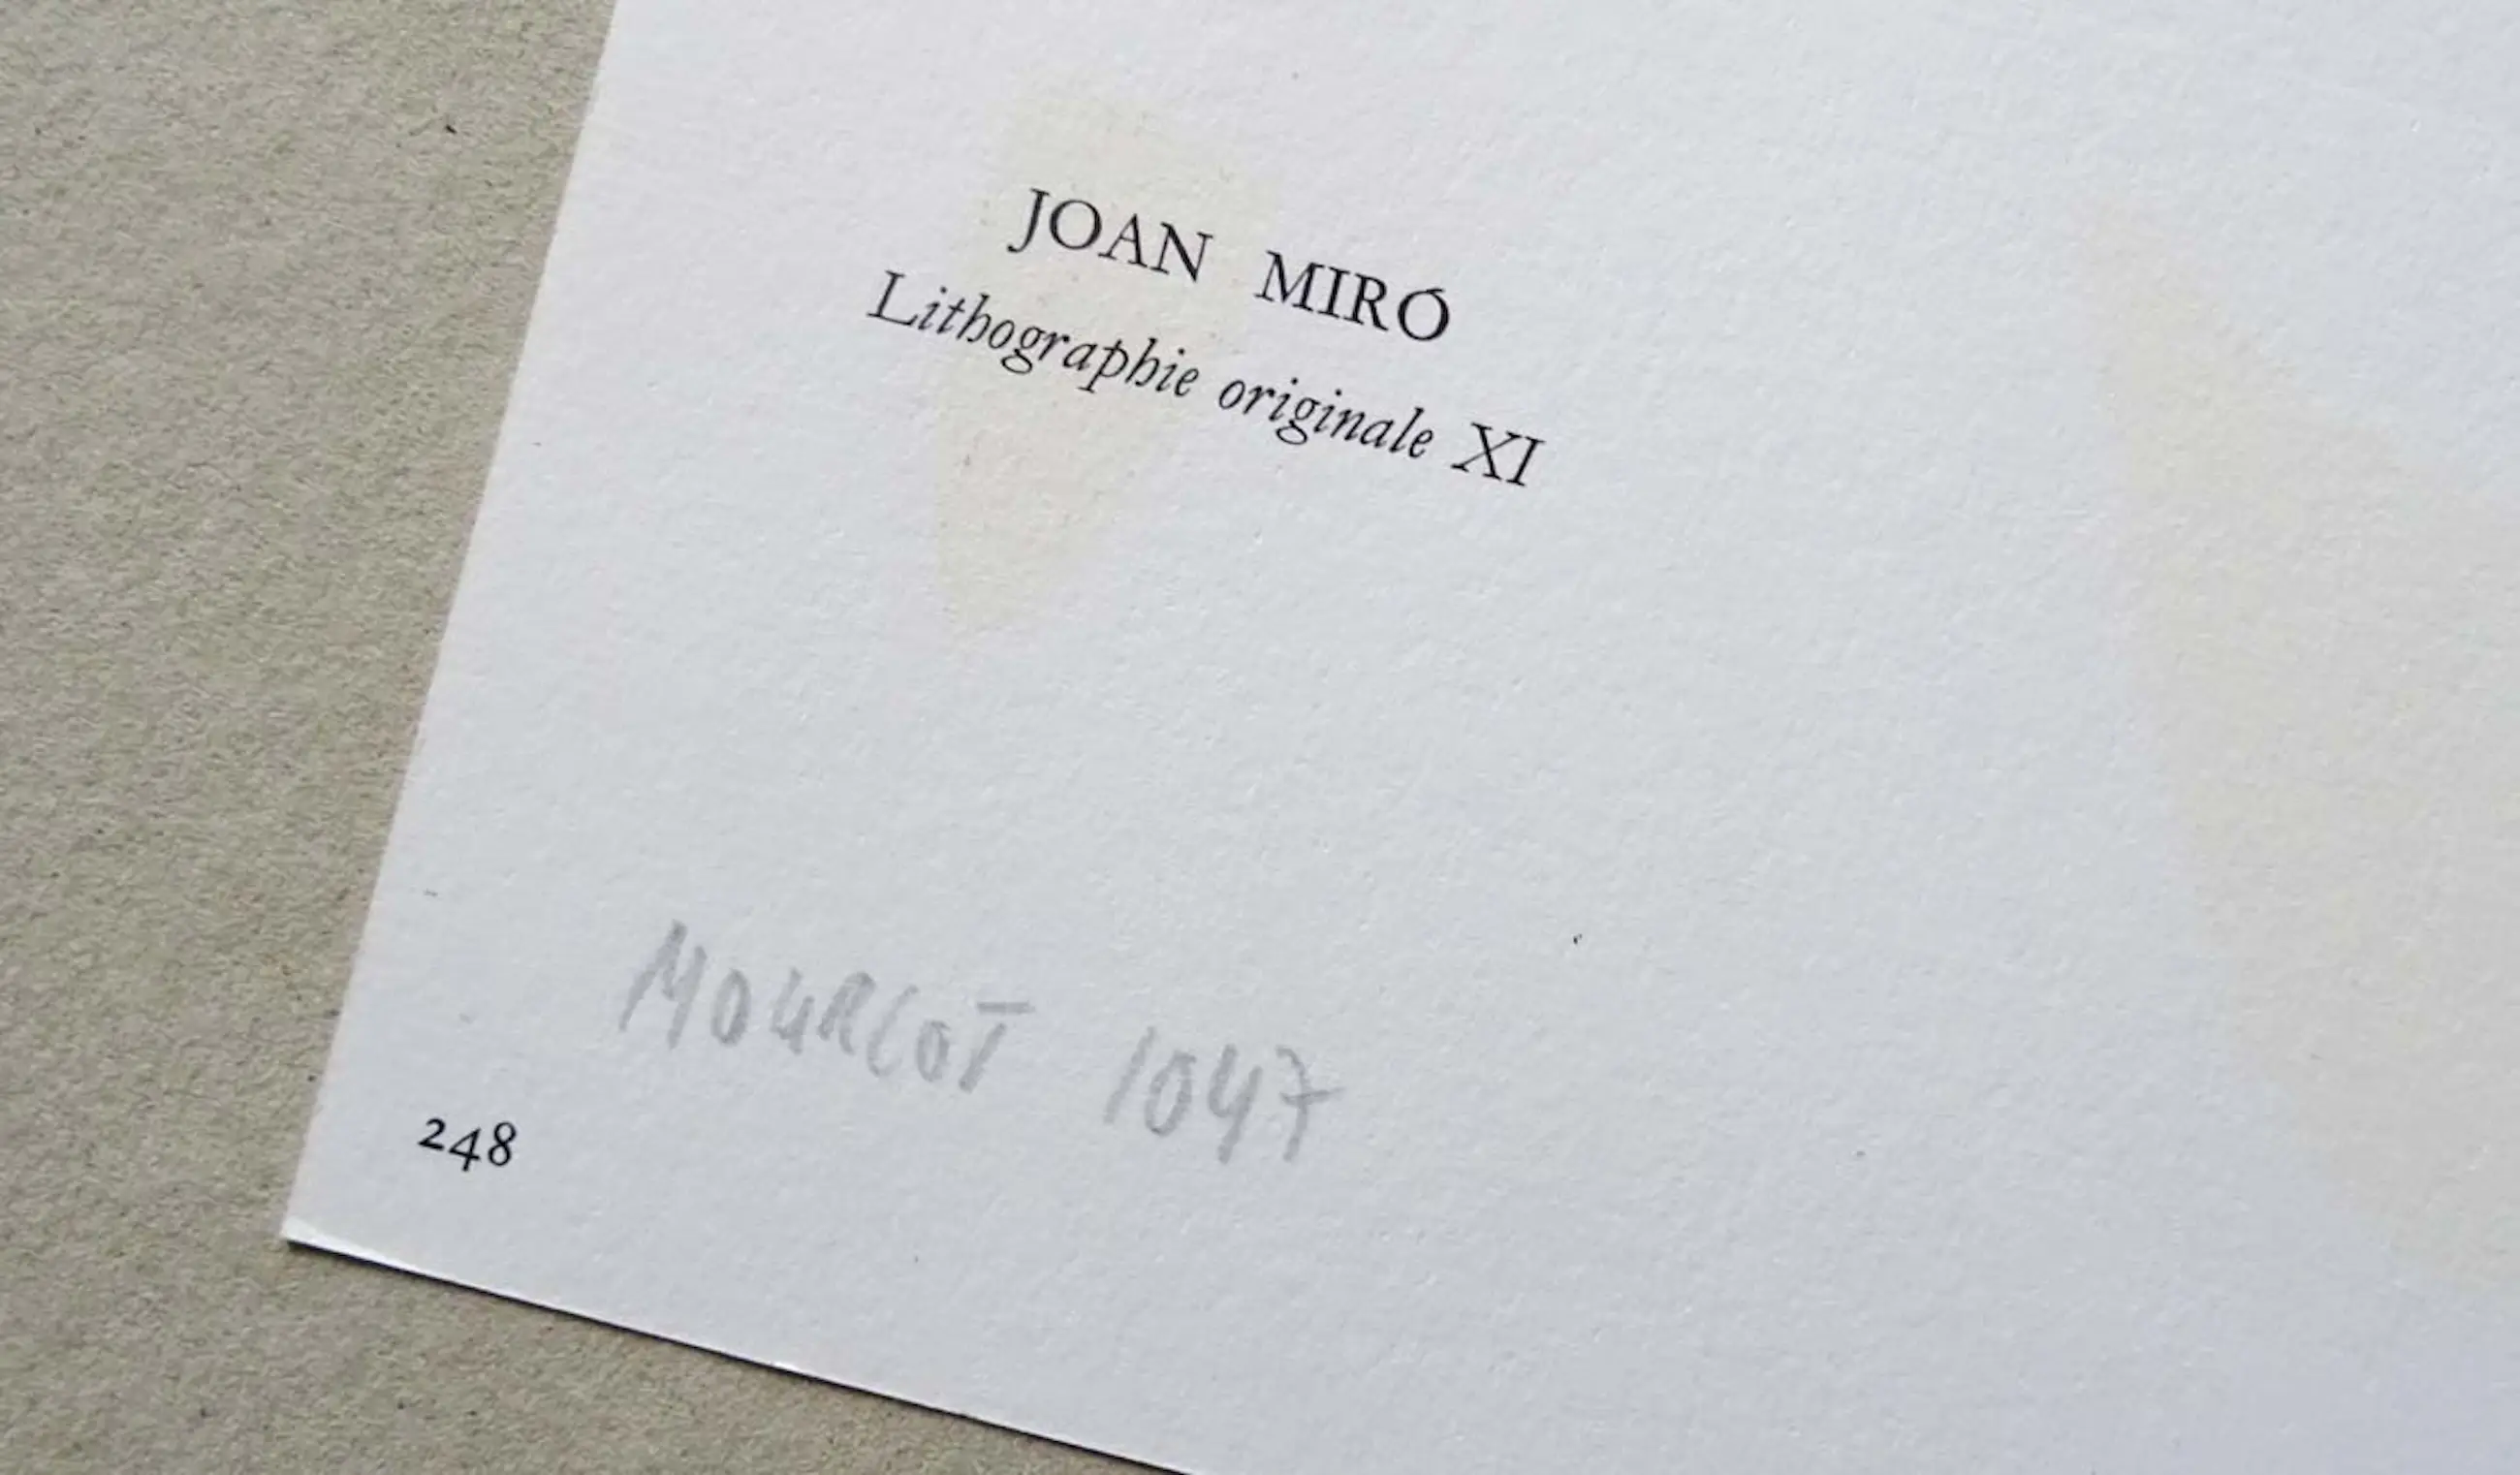 JOAN MIRÓ
Lithographie originale XI
MOURLOT 1047
248